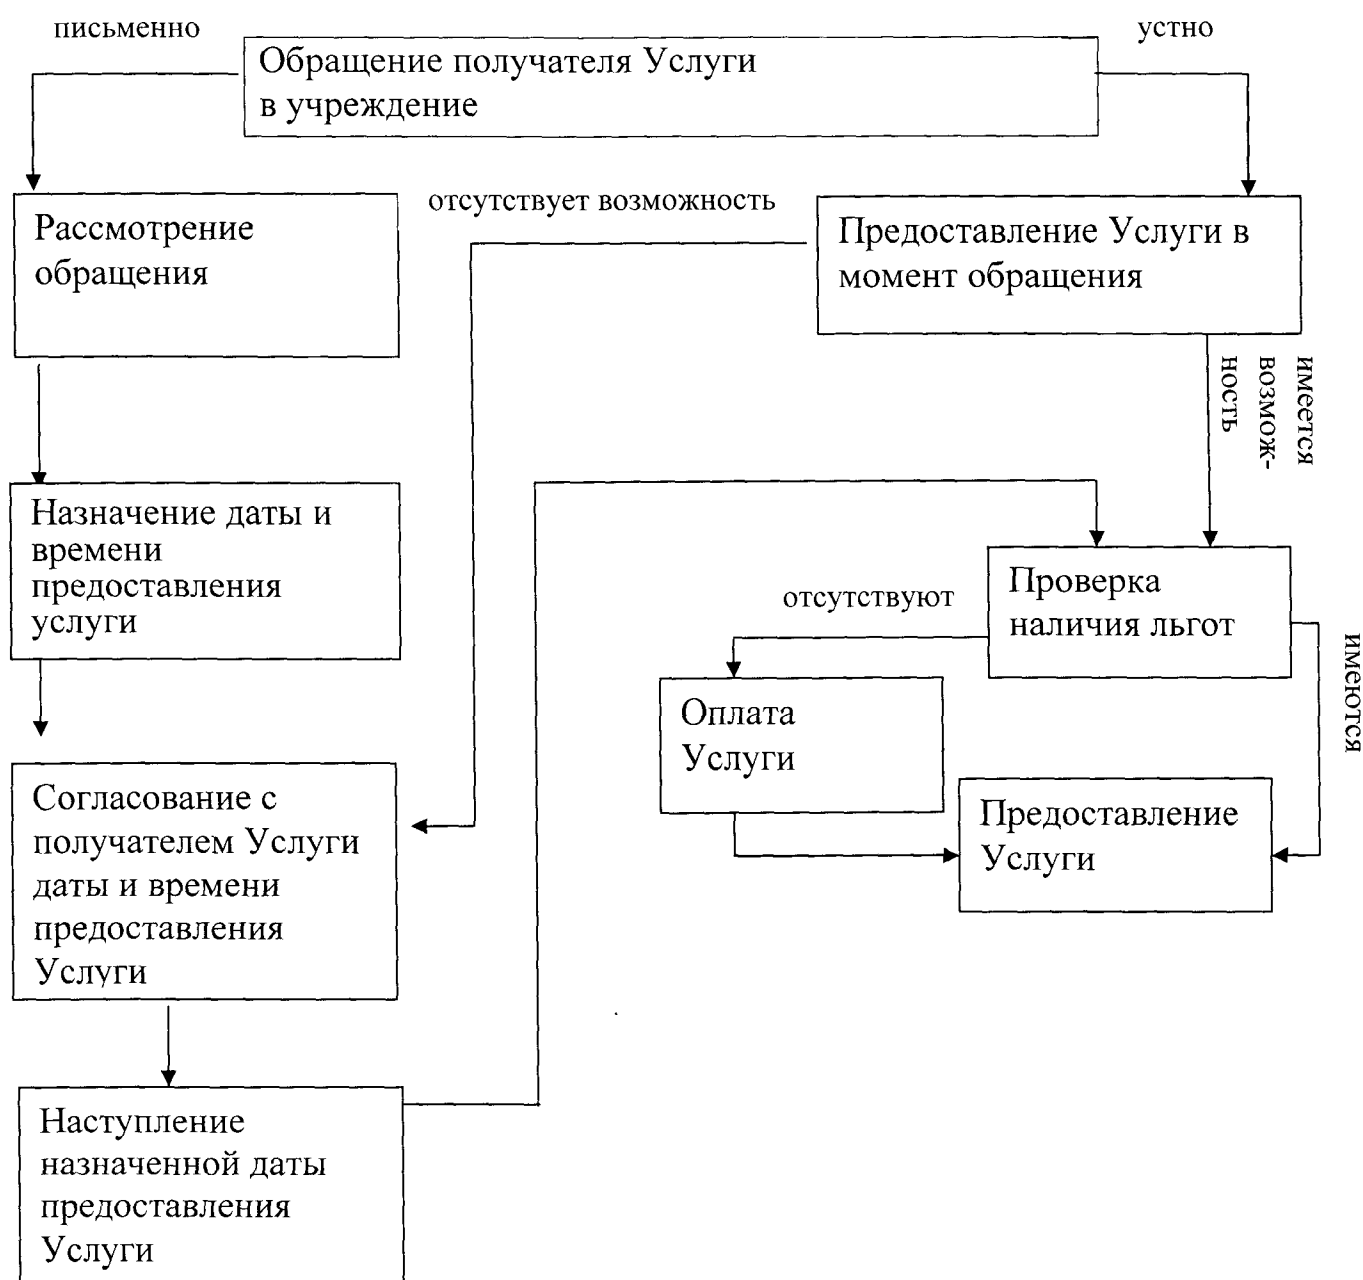 письменно
устно
Обращение получателя Услуги
в учреждение
Рассмотрение
обращения
отсутствует возможность
Предоставление Услуги в
момент обращения
имеется
возмож-
ность
Назначение даты и
времени
предоставления
услуги
Проверка
наличия льгот
отсутствуют
имеются
Оплата
Услуги
Согласование с
получателем Услуги
даты и времени
предоставления
Услуги
Предоставление
Услуги
Наступление
назначенной даты
предоставления
Услуги